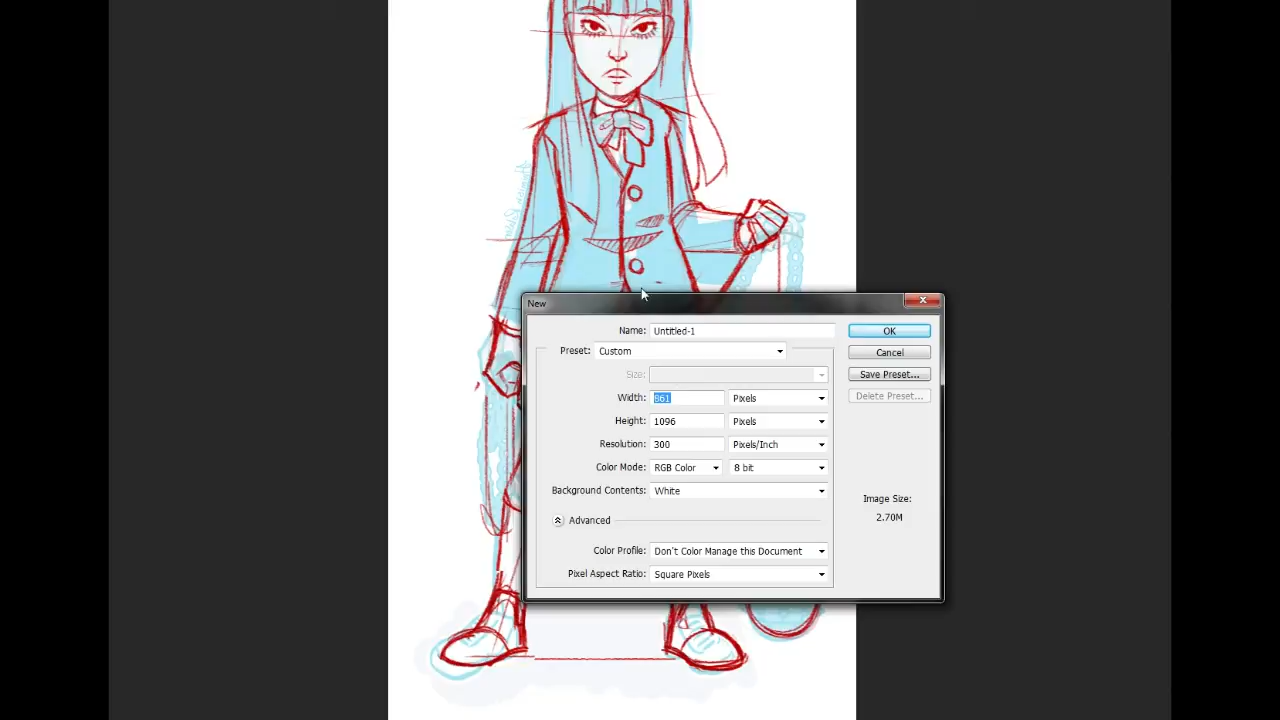 New
Name: Untitled-1
OK
Preset: Custom
Cancel
Size:
Save Preset...
Width: 861 Pixels
Delete Preset...
Height: 1096 Pixels
Resolution: 300 Pixels/Inch
Color Mode: RGB Color 8 bit
Background Contents: White
Image Size:
2.70M
Advanced
Color Profile: Don't Color Manage this Document
Pixel Aspect Ratio: Square Pixels